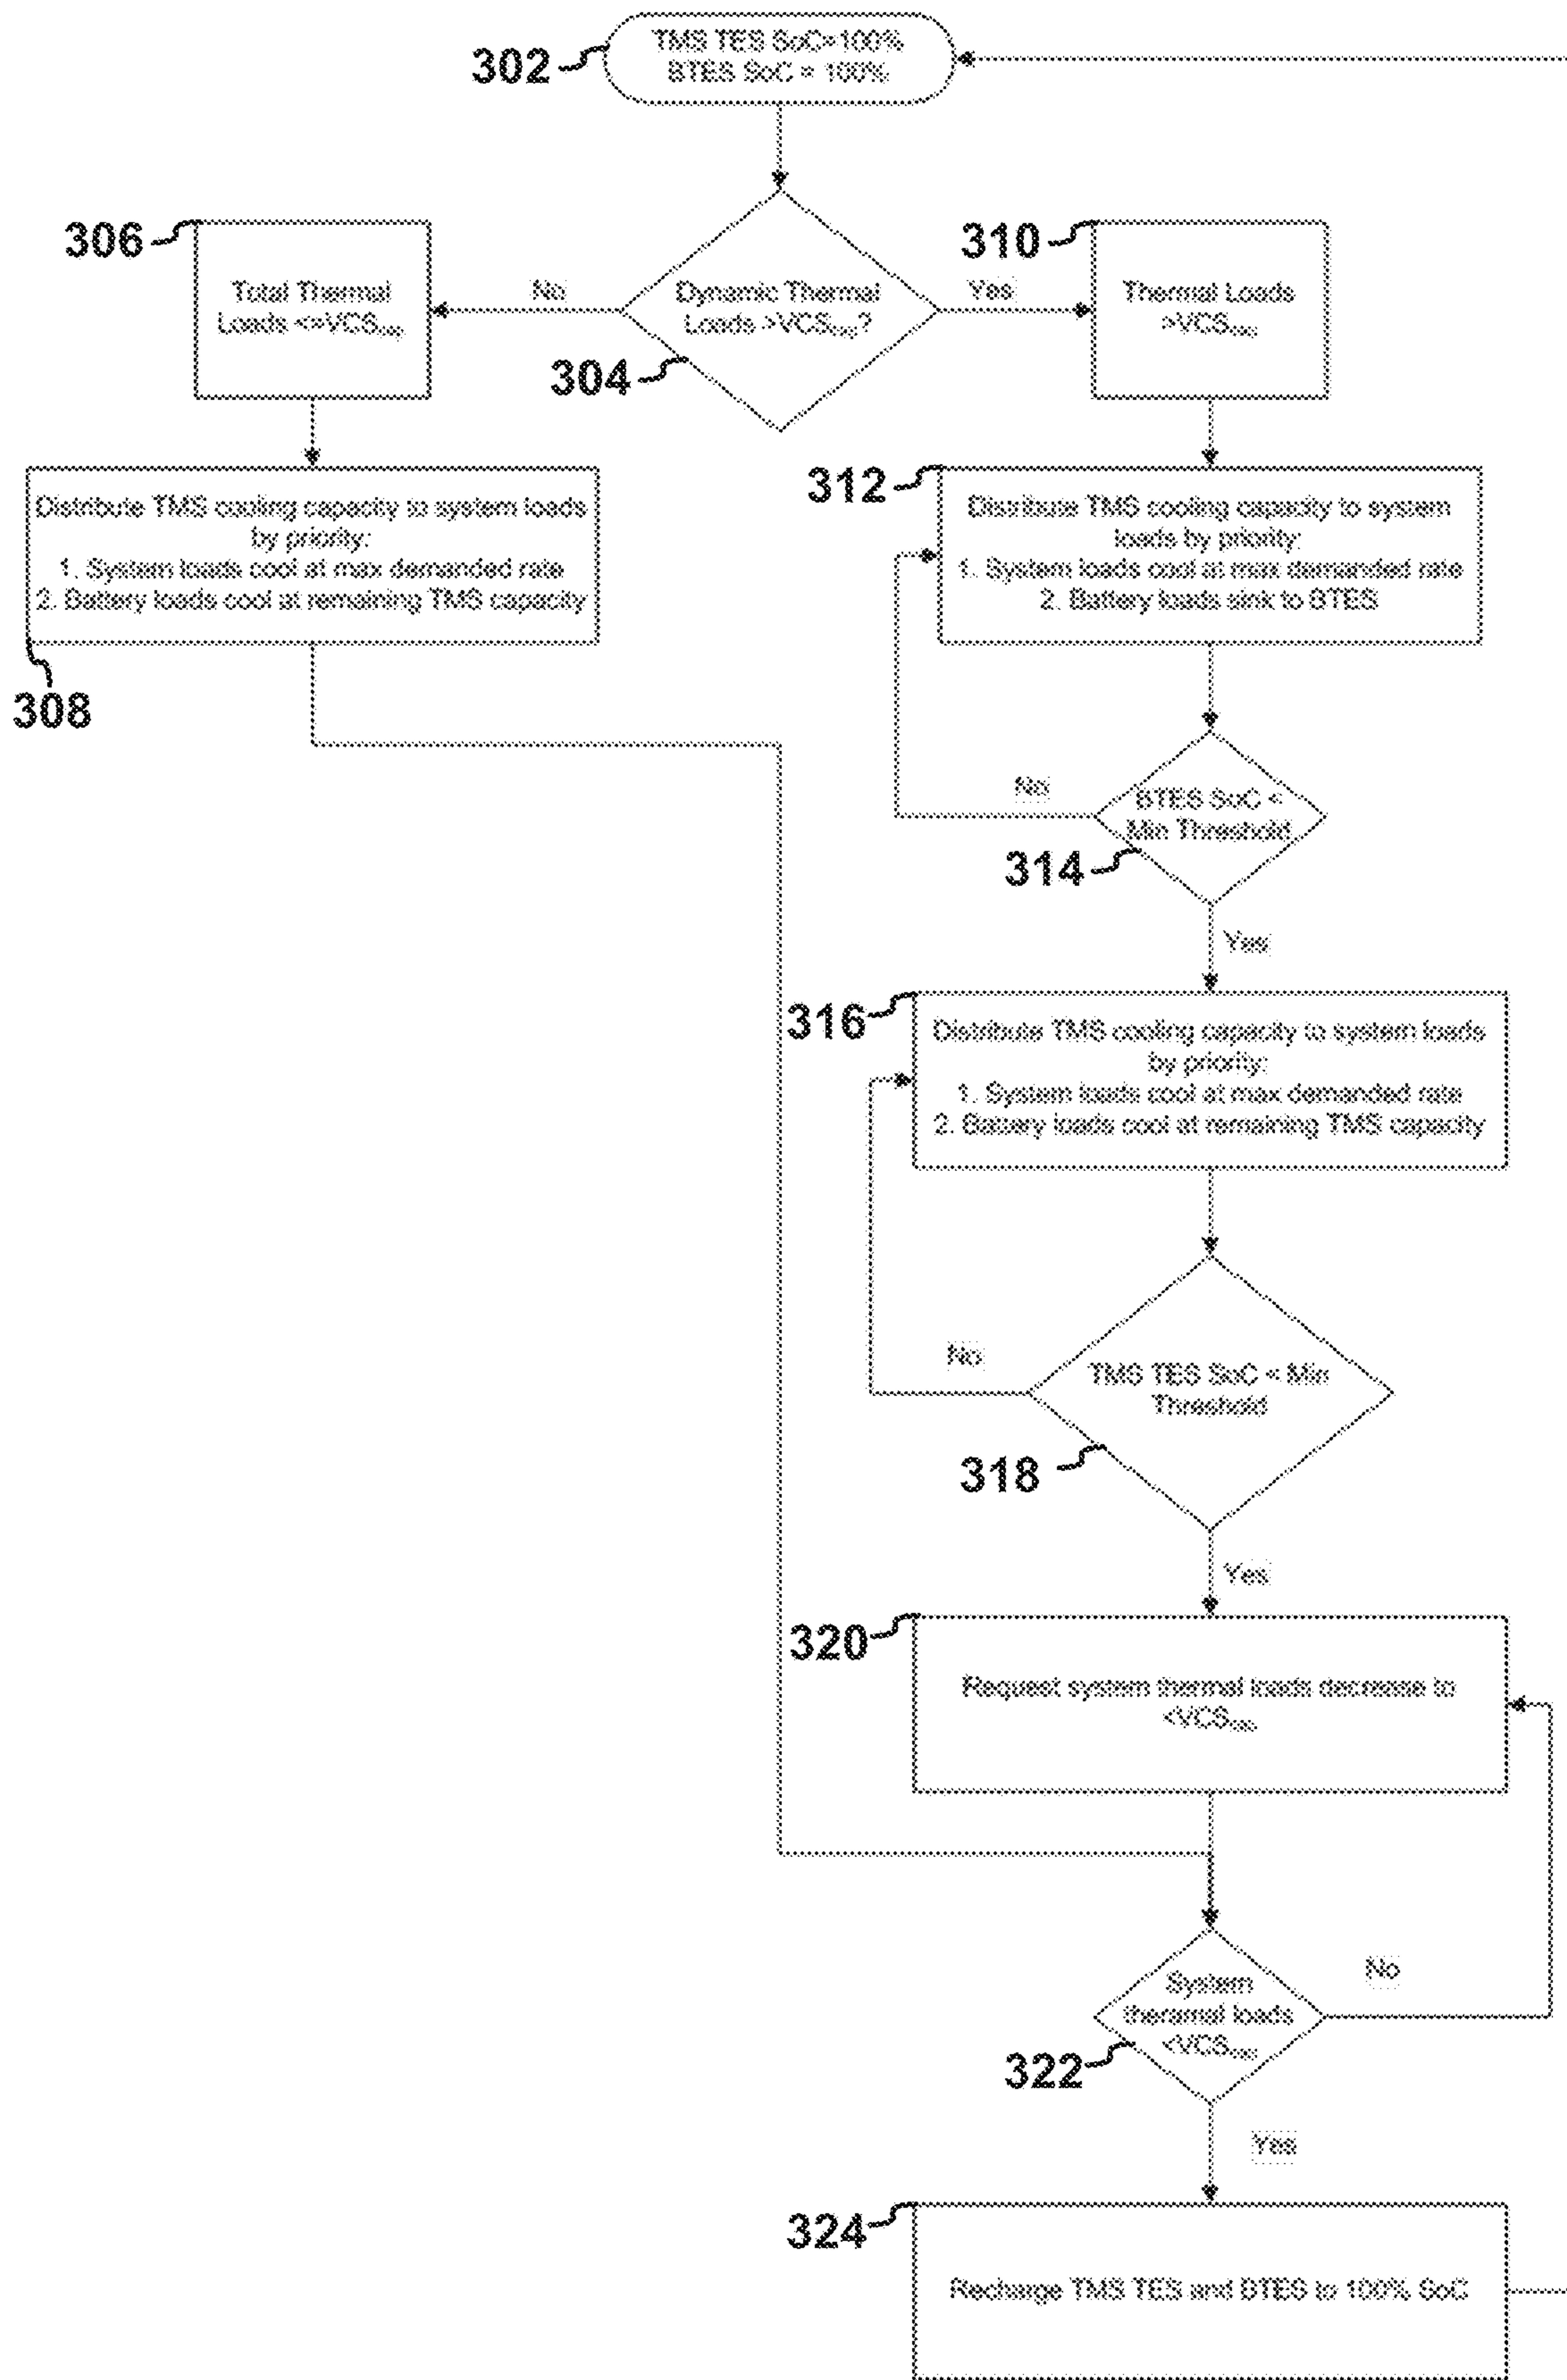 302
TMS TES SoC=100%
BTES SoC = 100%
306
Total Thermal
Loads <=VCScap
No
Dynamic Thermal
Loads >VCScap?
304
Yes
310
Thermal Loads
>VCScap
Distribute TMS cooling capacity to system loads
by priority:
1. System loads cool at max demanded rate
2. Battery loads cool at remaining TMS capacity
308
312
Distribute TMS cooling capacity to system
loads by priority:
1. System loads cool at max demanded rate
2. Battery loads sink to BTES
No
BTES SoC <
Min Threshold
314
Yes
316
Distribute TMS cooling capacity to system loads
by priority:
1. System loads cool at max demanded rate
2. Battery loads cool at remaining TMS capacity
No
TMS TES SoC < Min
Threshold
318
Yes
320
Request system thermal loads decrease to
<VCScap
System
theramal loads
<VCScap
No
322
Yes
324
Recharge TMS TES and BTES to 100% SoC